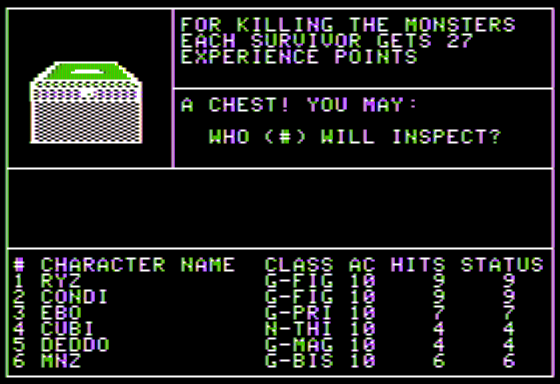 FOR KILLING THE MONSTERS
EACH SURVIVOR GETS 27
EXPERIENCE POINTS
A CHEST! YOU MAY:
WHO (#) WILL INSPECT?
# CHARACTER NAME CLASS AC HITS STATUS
1 RYZ G-FIG 10 9 9
2 CONDI G-FIG 10 9 9
3 EBO G-PRI 10 7 7
4 CUBI N-THI 10 4 4
5 DEDDO G-MAG 10 4 4
6 MNZ G-BIS 10 6 6